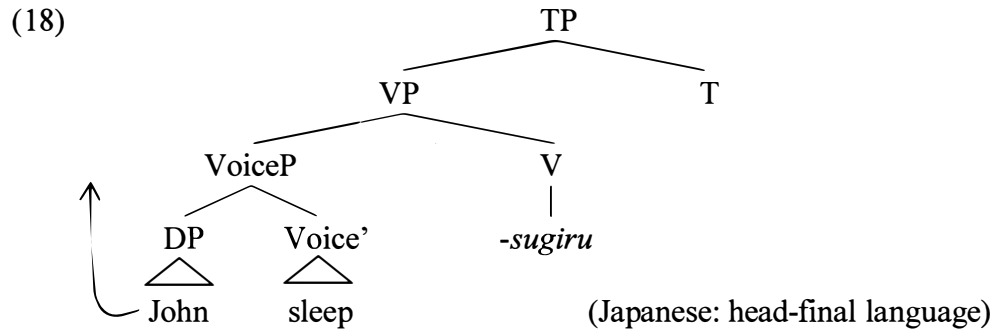 (18) TP
VP T
VoiceP V
DP Voice’ -sugiru
John sleep (Japanese: head-final language)